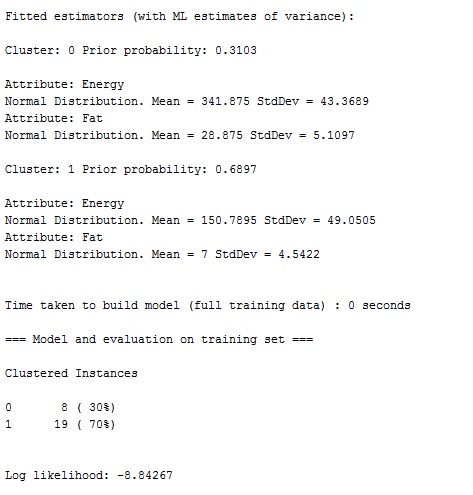 Fitted estimators (with ML estimates of variance):
Cluster: 0 Prior probability: 0.3103
Attribute: Energy
Normal Distribution. Mean = 341.875 StdDev = 43.3689
Attribute: Fat
Normal Distribution. Mean = 28.875 StdDev = 5.1097
Cluster: 1 Prior probability: 0.6897
Attribute: Energy
Normal Distribution. Mean = 150.7895 StdDev = 49.0505
Attribute: Fat
Normal Distribution. Mean = 7 StdDev = 4.5422
Time taken to build model (full training data) : 0 seconds
=== Model and evaluation on training set ===
Clustered Instances
0 8 ( 30%)
1 19 ( 70%)
Log likelihood: -8.84267